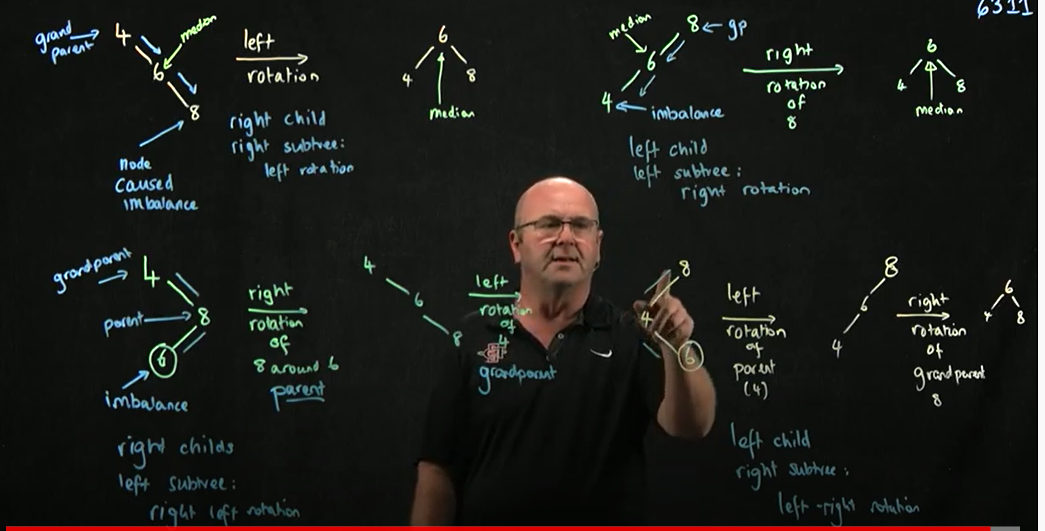 6311
grand
parent
4
median
6
8
left
rotation
right child
right subtree:
left rotation
node
caused
imbalance
6
4
8
median
median
8
gp
6
4
imbalance
right
rotation
of
8
left child
left subtree:
right rotation
6
4
8
median
grandparent
4
parent
8
6
imbalance
right
rotation
of
8 around 6
parent
right childs
left subtree:
right left rotation
4
6
8
left
rotation
of
4
grandparent
8
4
6
left
rotation
of
parent
(4)
left child
right subtree:
left-right rotation
8
6
4
right
rotation
of
grandparent
8
6
4
8